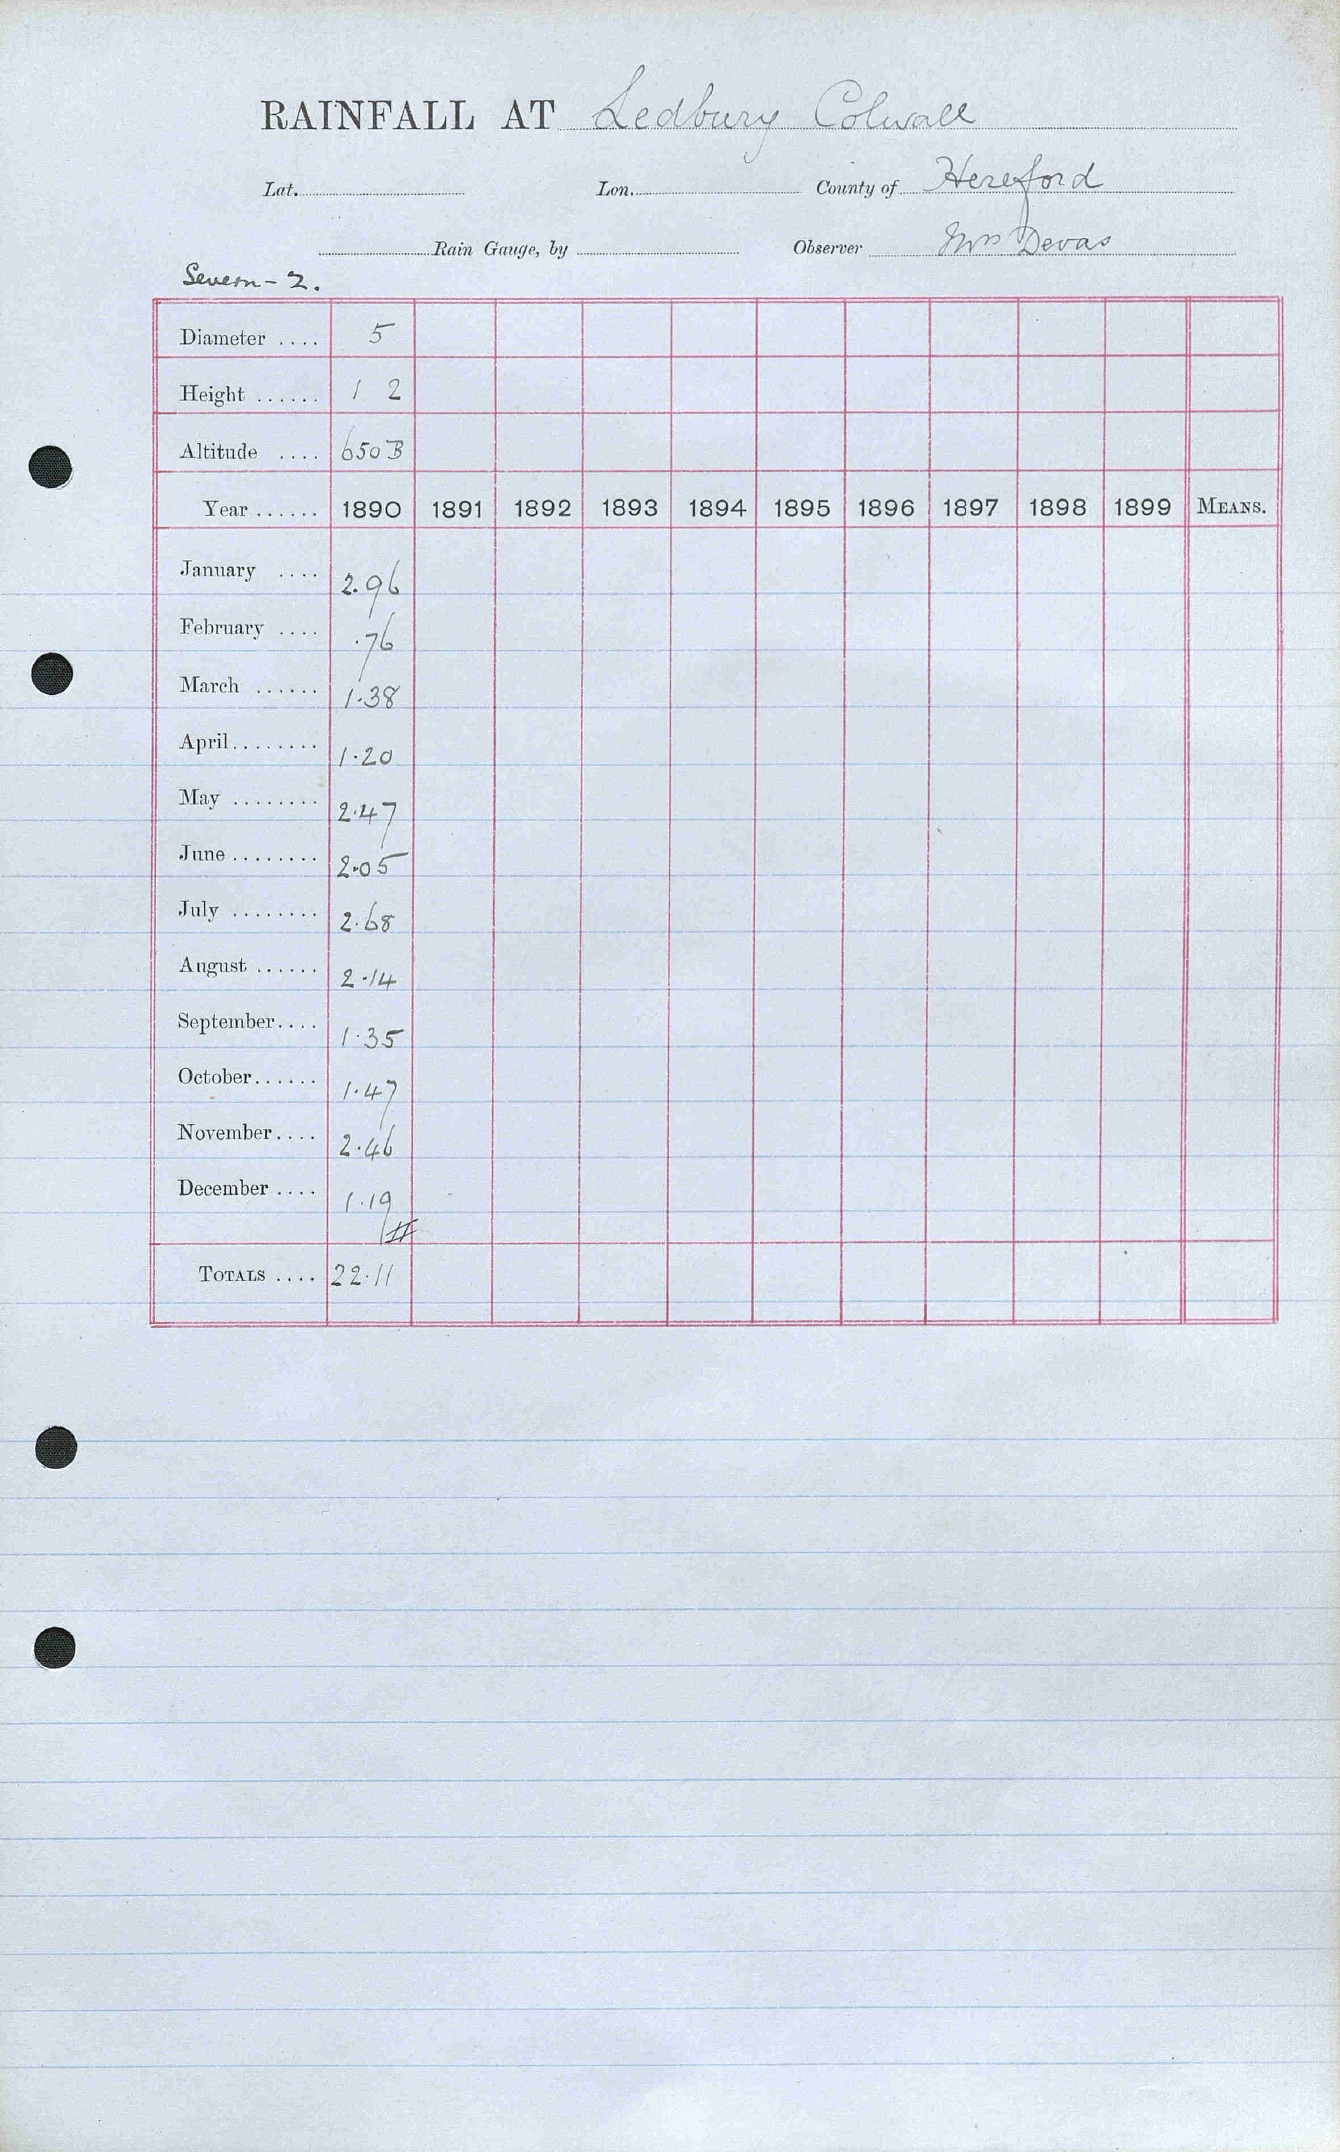 RAINFALL AT Ledbury Colwall
Lat. Lon. County of Hereford
Rain Gauge, by Observer Mrs Devas
Severn - 2.
Diameter .... 5
Height ...... 1 2
Altitude .... 650 B
Year ...... 1890 1891 1892 1893 1894 1895 1896 1897 1898 1899 MEANS.
January .... 2.96
February .... .76
March ...... 1.38
April ........ 1.20
May ........ 2.47
June ........ 2.05
July ........ 2.68
August ...... 2.14
September .... 1.35
October ...... 1.47
November .... 2.46
December .... 1.19
TOTALS .... 22.11